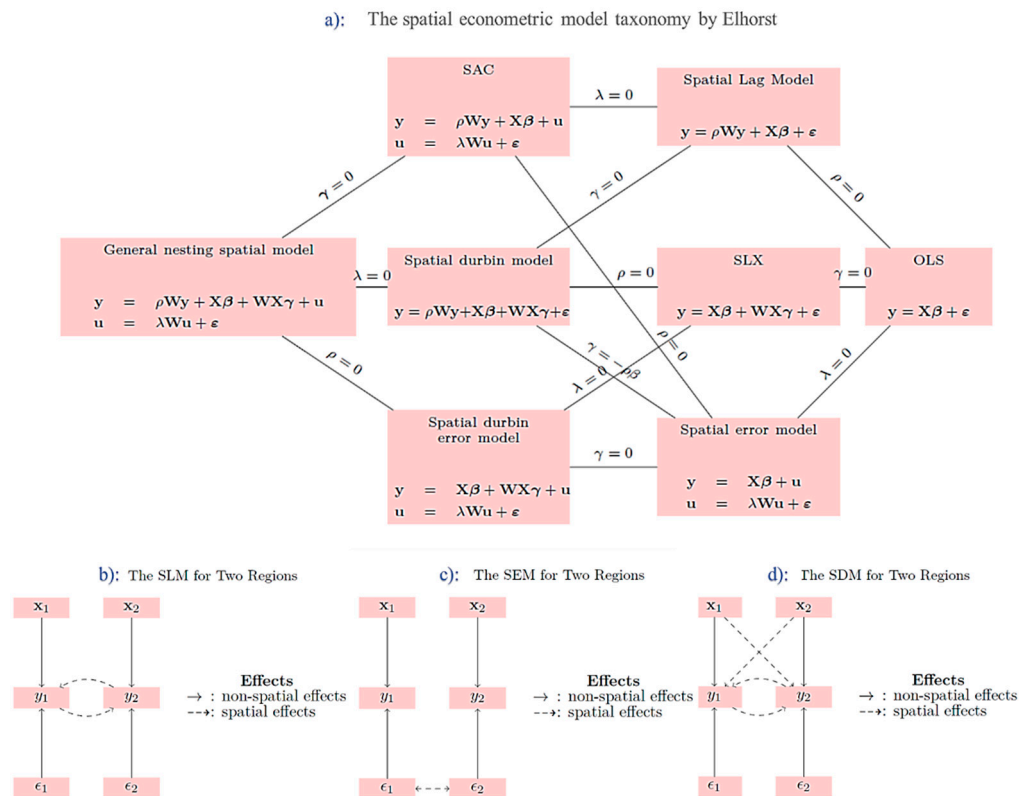 a): The spatial econometric model taxonomy by Elhorst
SAC
y = ρWy + Xβ + u
u = λWu + ε
λ = 0
Spatial Lag Model
y = ρWy + Xβ + ε
γ = 0
γ = 0
ρ = 0
General nesting spatial model
y = ρWy + Xβ + WXγ + u
u = λWu + ε
λ = 0
Spatial durbin model
y = ρWy+Xβ+WXγ+ε
ρ = 0
SLX
y = Xβ + WXγ + ε
γ = 0
OLS
y = Xβ + ε
ρ = 0
γ = −ρβ
ρ = 0
λ = 0
λ = 0
Spatial durbin
error model
y = Xβ + WXγ + u
u = λWu + ε
γ = 0
Spatial error model
y = Xβ + u
u = λWu + ε
b): The SLM for Two Regions
x₁ x₂
y₁ y₂
Effects
→ : non-spatial effects
--→: spatial effects
ϵ₁ ϵ₂
c): The SEM for Two Regions
x₁ x₂
y₁ y₂
Effects
→ : non-spatial effects
--→: spatial effects
ϵ₁ ϵ₂
d): The SDM for Two Regions
x₁ x₂
y₁ y₂
Effects
→ : non-spatial effects
--→: spatial effects
ϵ₁ ϵ₂